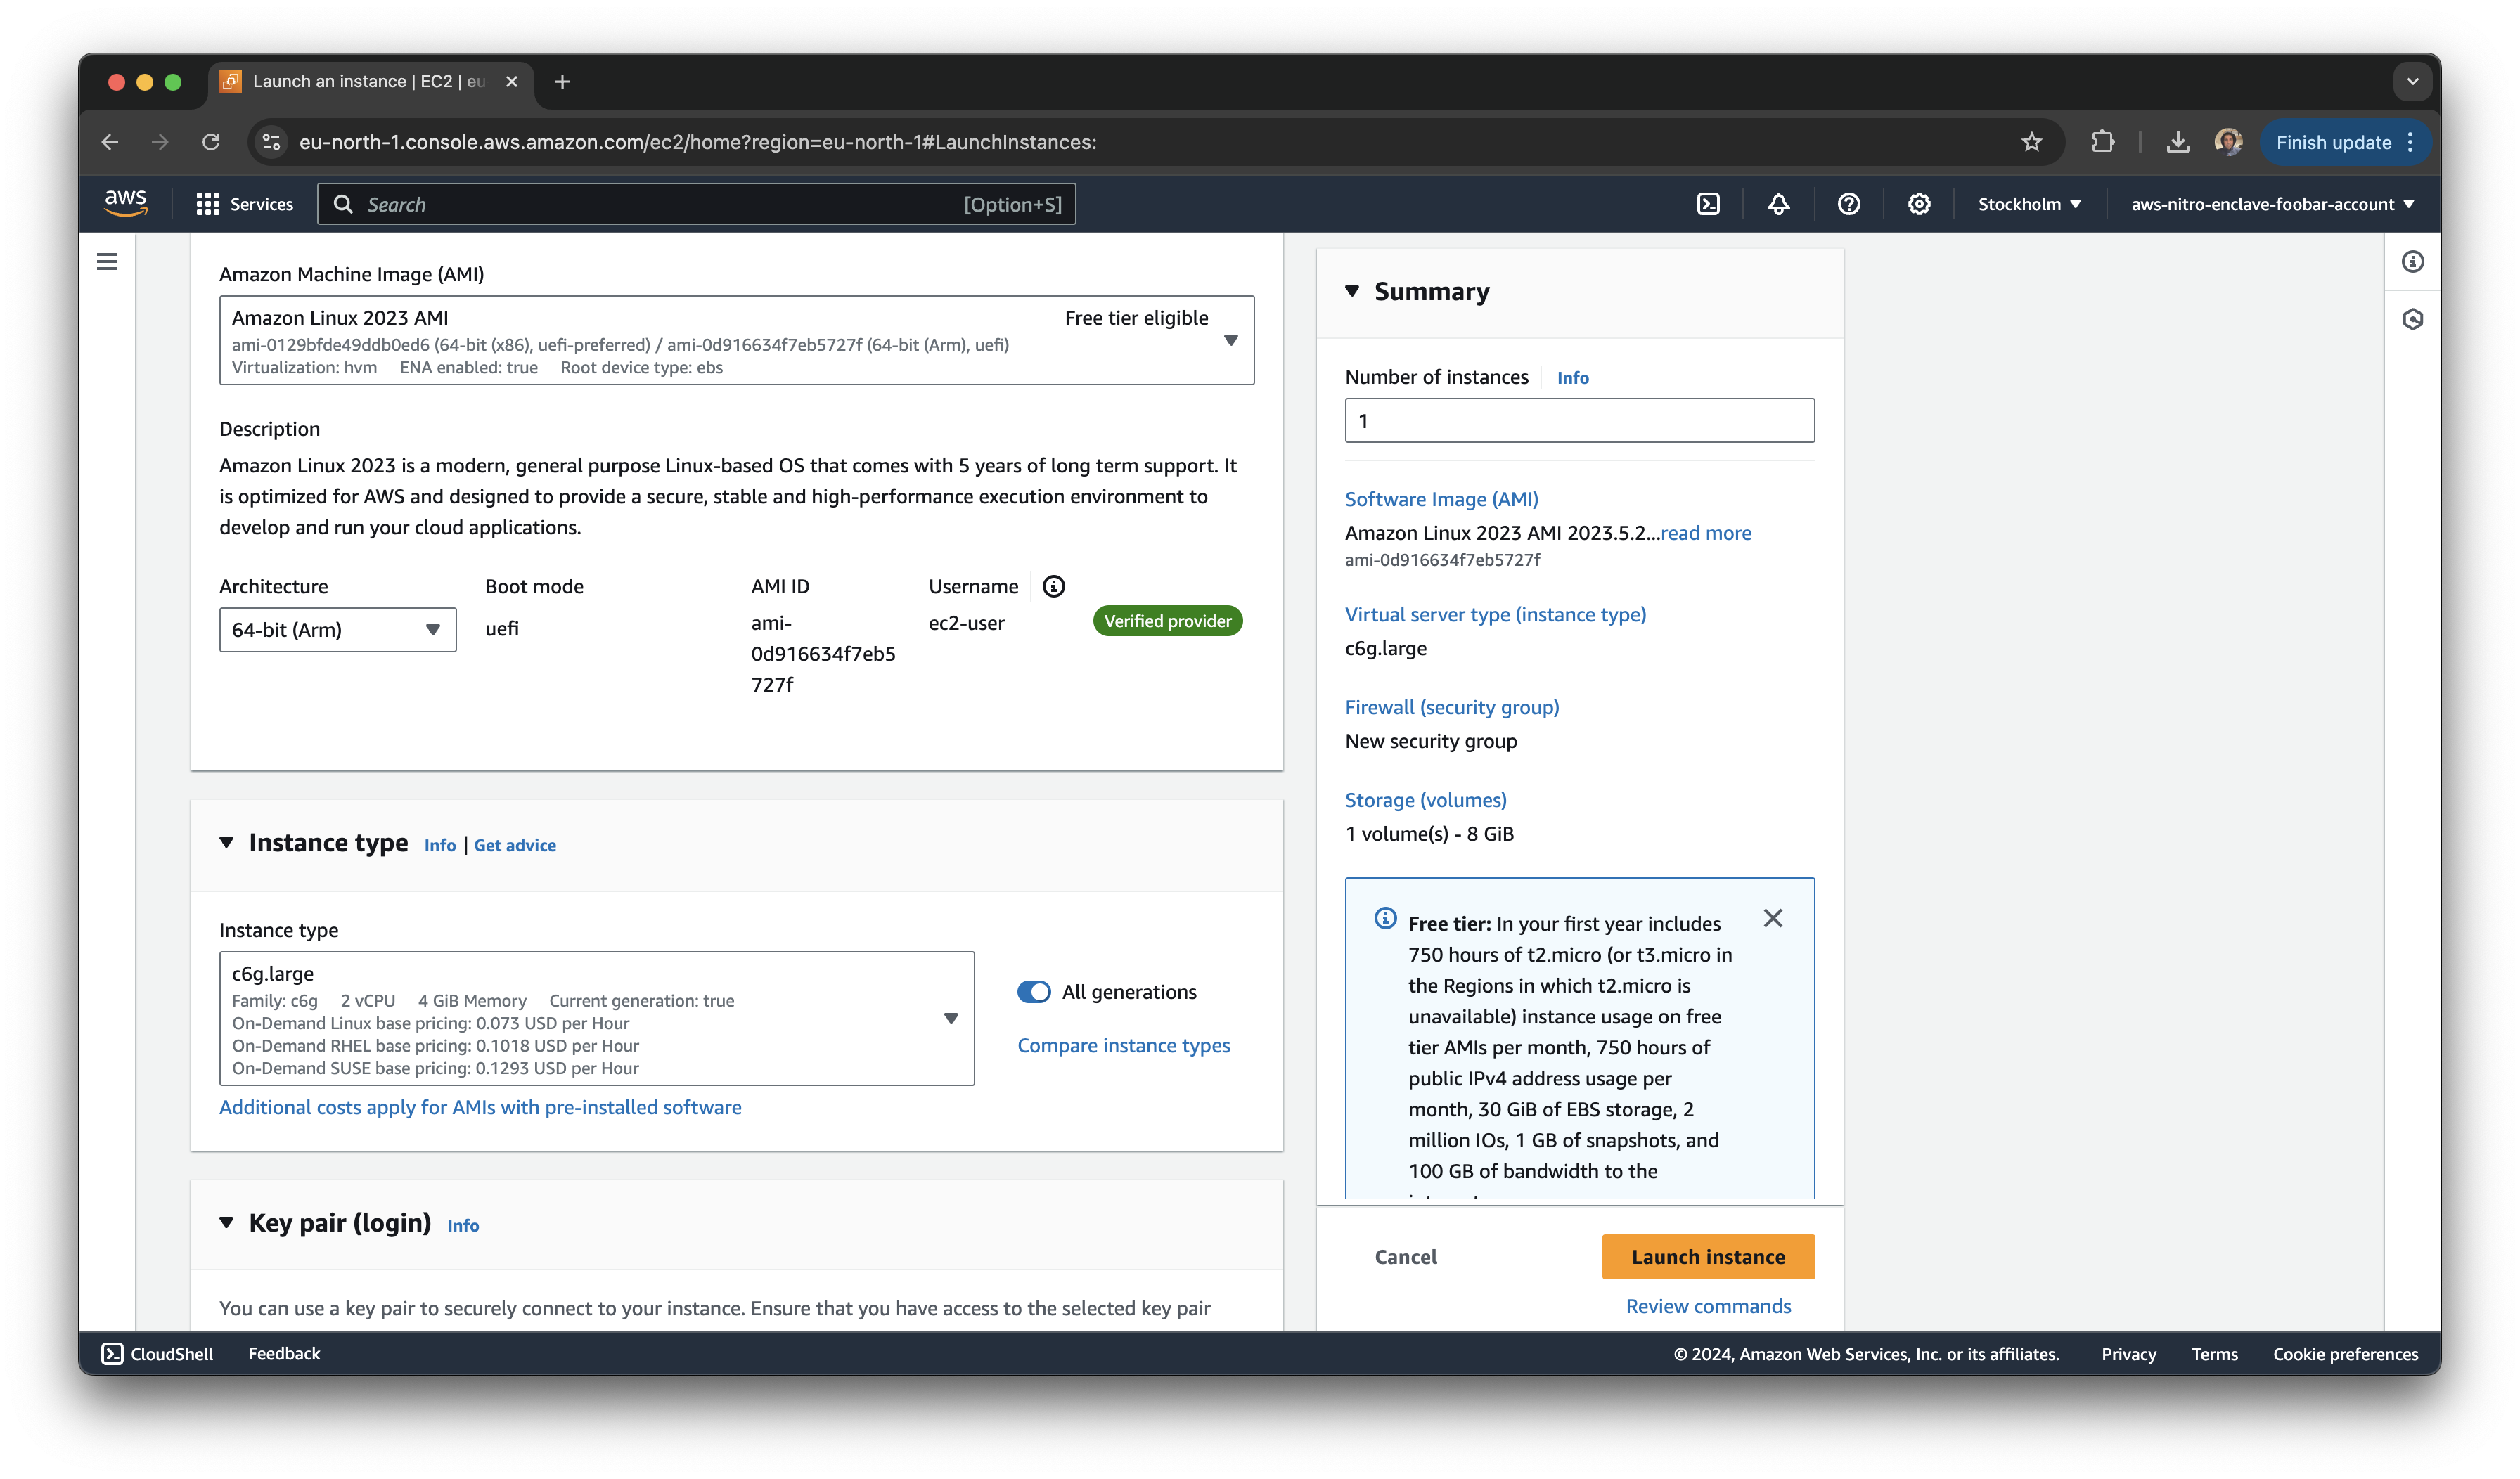 Launch an instance | EC2 | eu
eu-north-1.console.aws.amazon.com/ec2/home?region=eu-north-1#LaunchInstances:
Finish update
aws
Services
Search
[Option+S]
Stockholm
aws-nitro-enclave-foobar-account
Amazon Machine Image (AMI)
Amazon Linux 2023 AMI
Free tier eligible
ami-0129bfde49ddb0ed6 (64-bit (x86), uefi-preferred) / ami-0d916634f7eb5727f (64-bit (Arm), uefi)
Virtualization: hvm ENA enabled: true Root device type: ebs
Description
Amazon Linux 2023 is a modern, general purpose Linux-based OS that comes with 5 years of long term support. It
is optimized for AWS and designed to provide a secure, stable and high-performance execution environment to
develop and run your cloud applications.
Architecture
64-bit (Arm)
Boot mode
uefi
AMI ID
ami-
0d916634f7eb5
727f
Username
ec2-user
Verified provider
Instance type Info | Get advice
Instance type
c6g.large
Family: c6g 2 vCPU 4 GiB Memory Current generation: true
On-Demand Linux base pricing: 0.073 USD per Hour
On-Demand RHEL base pricing: 0.1018 USD per Hour
On-Demand SUSE base pricing: 0.1293 USD per Hour
All generations
Compare instance types
Additional costs apply for AMIs with pre-installed software
Key pair (login) Info
You can use a key pair to securely connect to your instance. Ensure that you have access to the selected key pair
Summary
Number of instances Info
1
Software Image (AMI)
Amazon Linux 2023 AMI 2023.5.2...read more
ami-0d916634f7eb5727f
Virtual server type (instance type)
c6g.large
Firewall (security group)
New security group
Storage (volumes)
1 volume(s) - 8 GiB
Free tier: In your first year includes
750 hours of t2.micro (or t3.micro in
the Regions in which t2.micro is
unavailable) instance usage on free
tier AMIs per month, 750 hours of
public IPv4 address usage per
month, 30 GiB of EBS storage, 2
million IOs, 1 GB of snapshots, and
100 GB of bandwidth to the
Cancel
Launch instance
Review commands
CloudShell
Feedback
© 2024, Amazon Web Services, Inc. or its affiliates.
Privacy
Terms
Cookie preferences